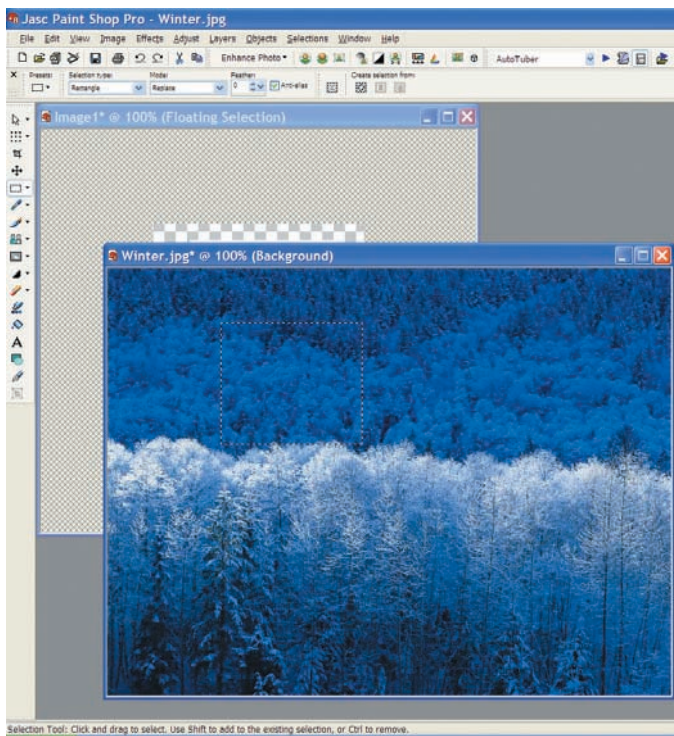 Jasc Paint Shop Pro - Winter.jpg
File Edit View Image Effects Adjust Layers Objects Selections Window Help
Enhance Photo AutoTuber
Presets: Selection type: Mode: Feather: Create selection from:
Rectangle Replace 0 Anti-alias
Image1* @ 100% (Floating Selection)
Winter.jpg* @ 100% (Background)
A
Selection Tool: Click and drag to select. Use Shift to add to the existing selection, or Ctrl to remove.